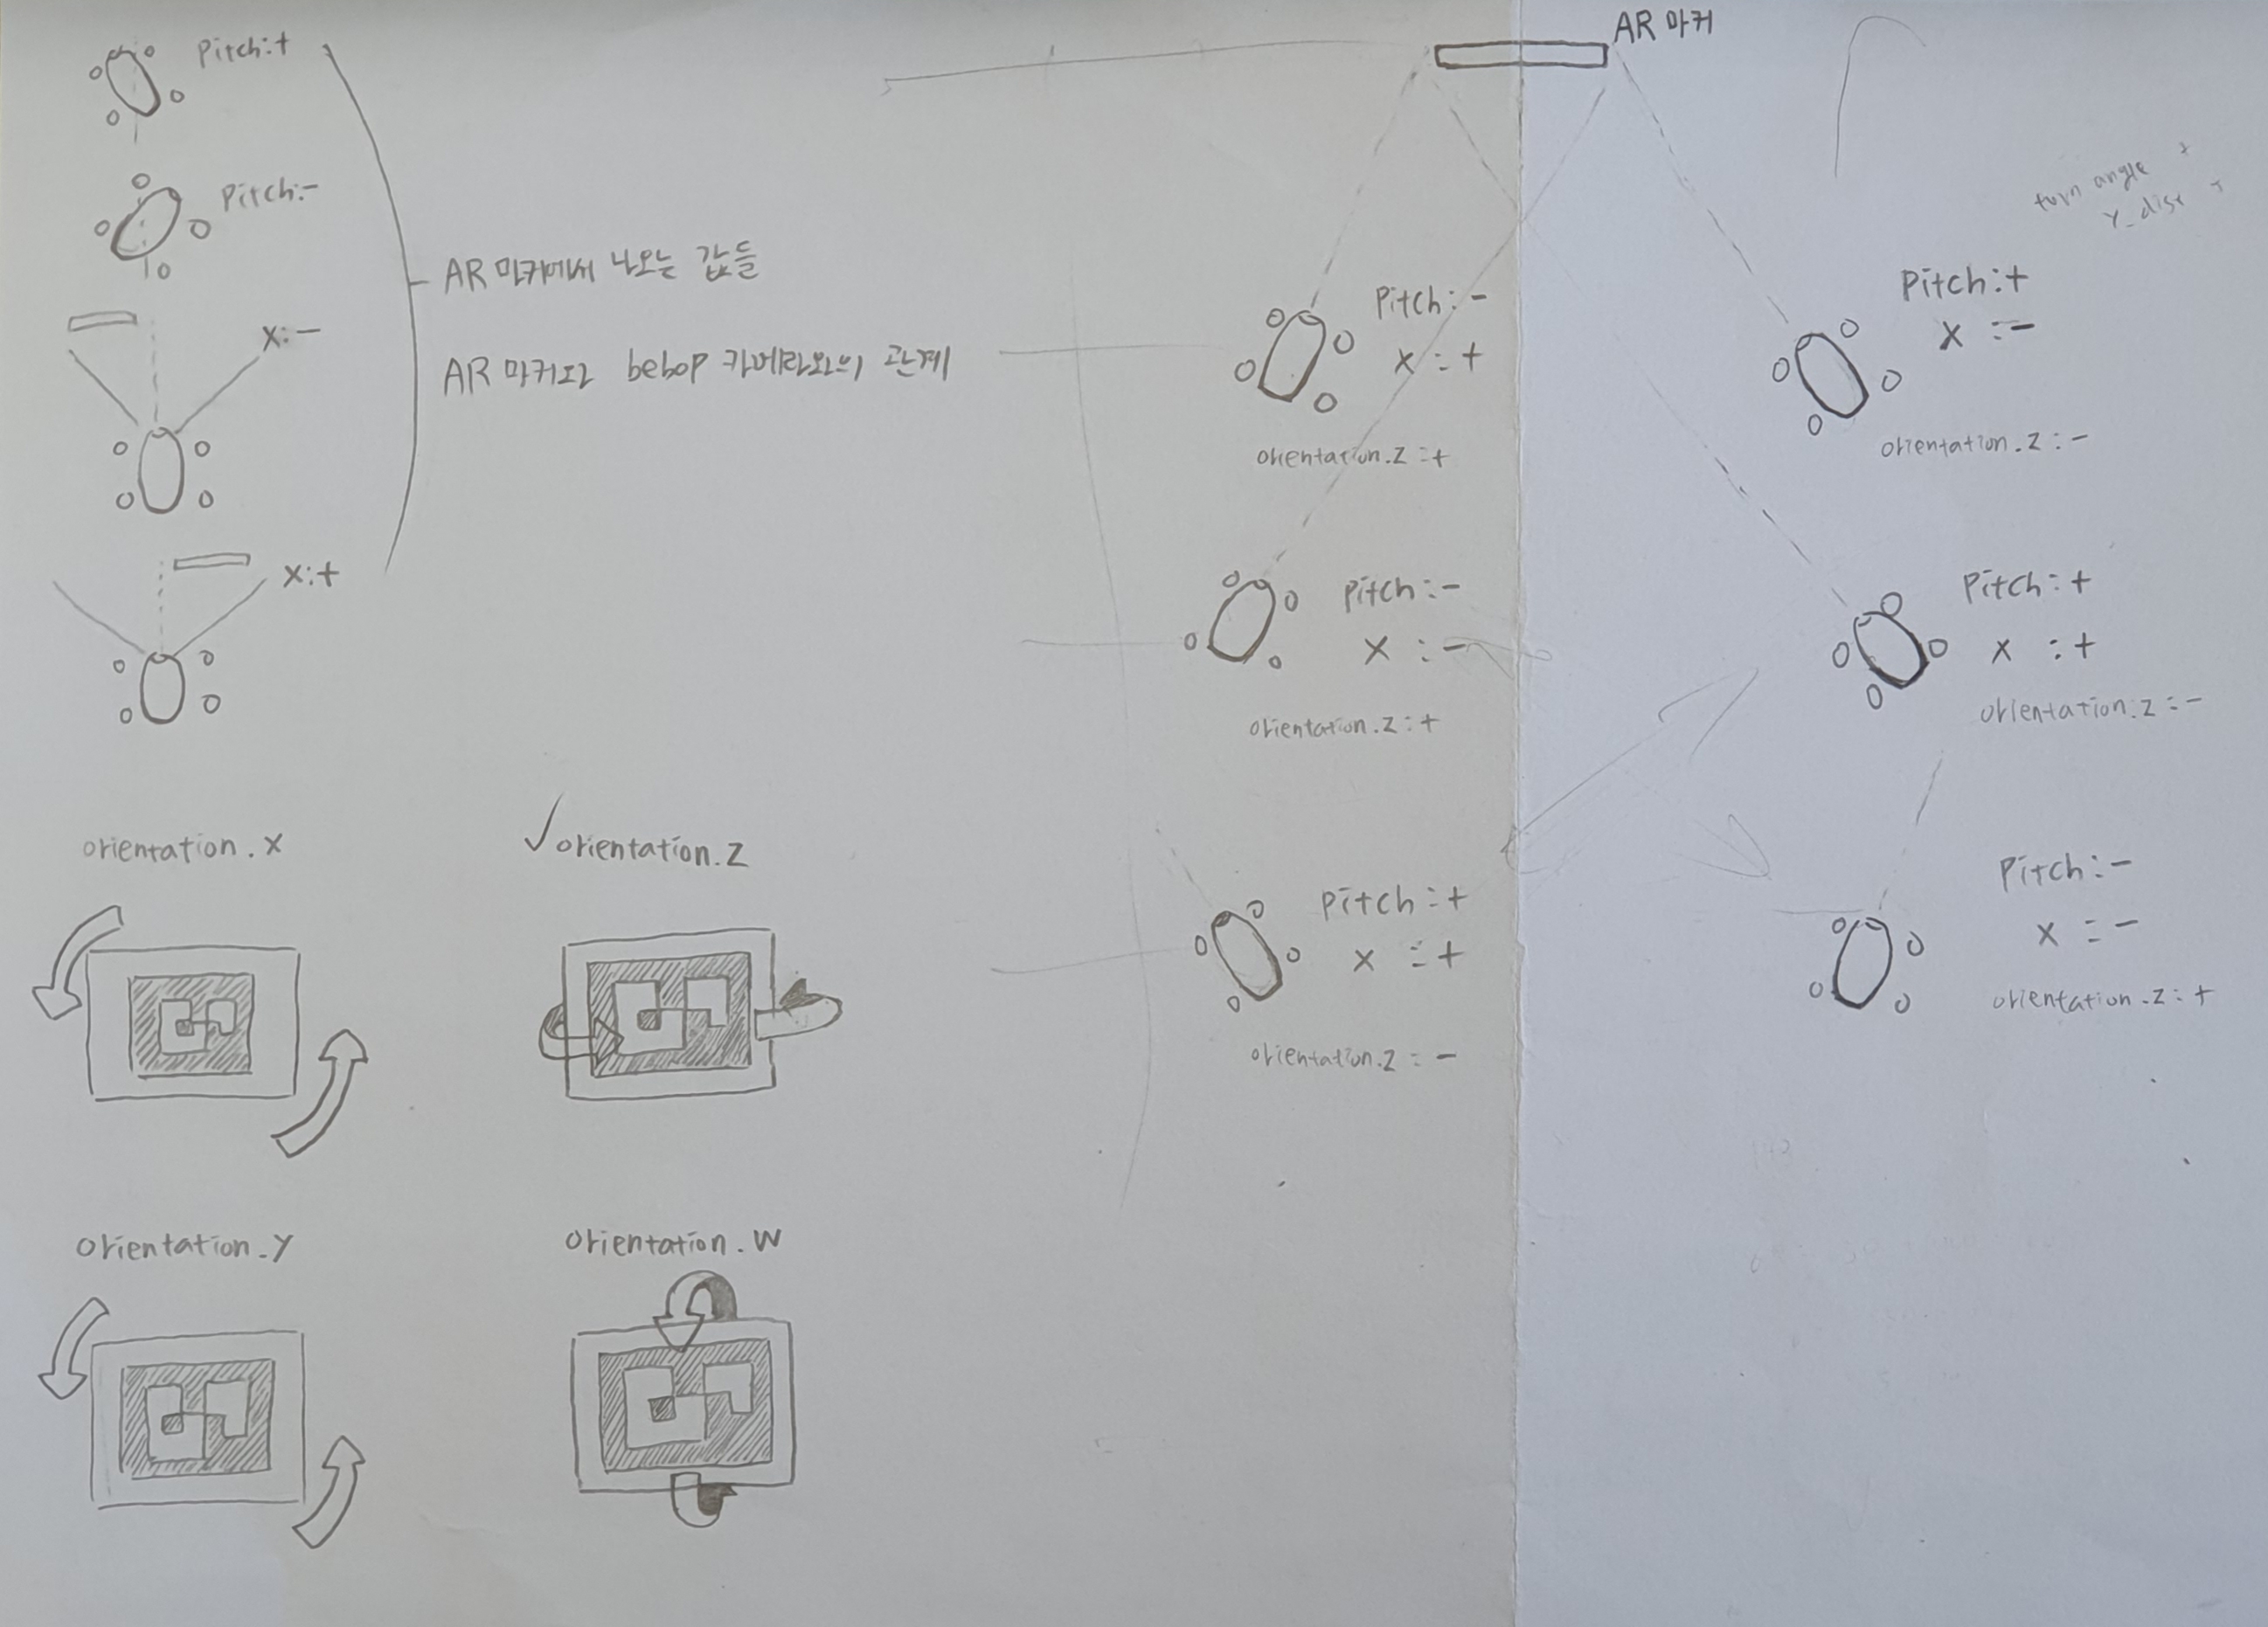 Pitch:+
Pitch:-
AR 마커에서 나오는 값들
x:-
AR 마커와 bebop 카메라와의 관계
x:+
orientation.x
✓orientation.z
orientation.y
orientation.w
AR 마커
turn angle +
y_dist +
Pitch:-
x:+
orientation.z:+
Pitch:+
x:-
orientation.z:-
Pitch:-
x:-
orientation.z:+
Pitch:+
x:+
orientation.z:-
Pitch:+
x:+
orientation.z:-
Pitch:-
x:-
orientation.z:+